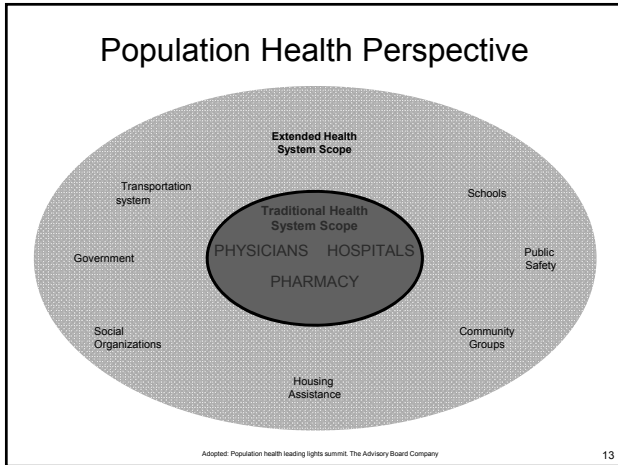 Population Health Perspective
Extended Health
System Scope
Transportation
system
Schools
Traditional Health
System Scope
PHYSICIANS HOSPITALS
PHARMACY
Government
Public
Safety
Social
Organizations
Community
Groups
Housing
Assistance
Adopted: Population health leading lights summit. The Advisory Board Company
13